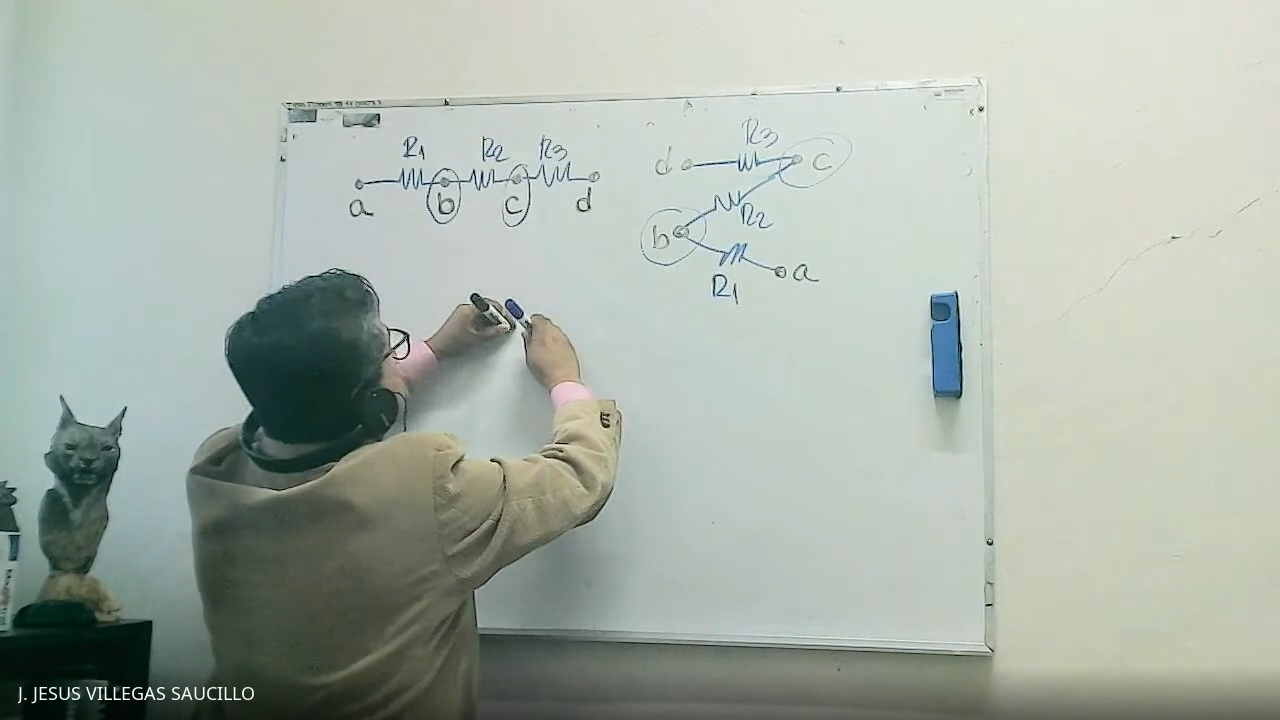 R1 R2 R3
a b c d
R3
d c
R2
b
a
R1
J. JESUS VILLEGAS SAUCILLO